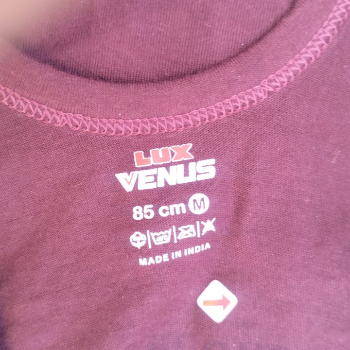 LUX
VENUS
85 cm M
MADE IN INDIA